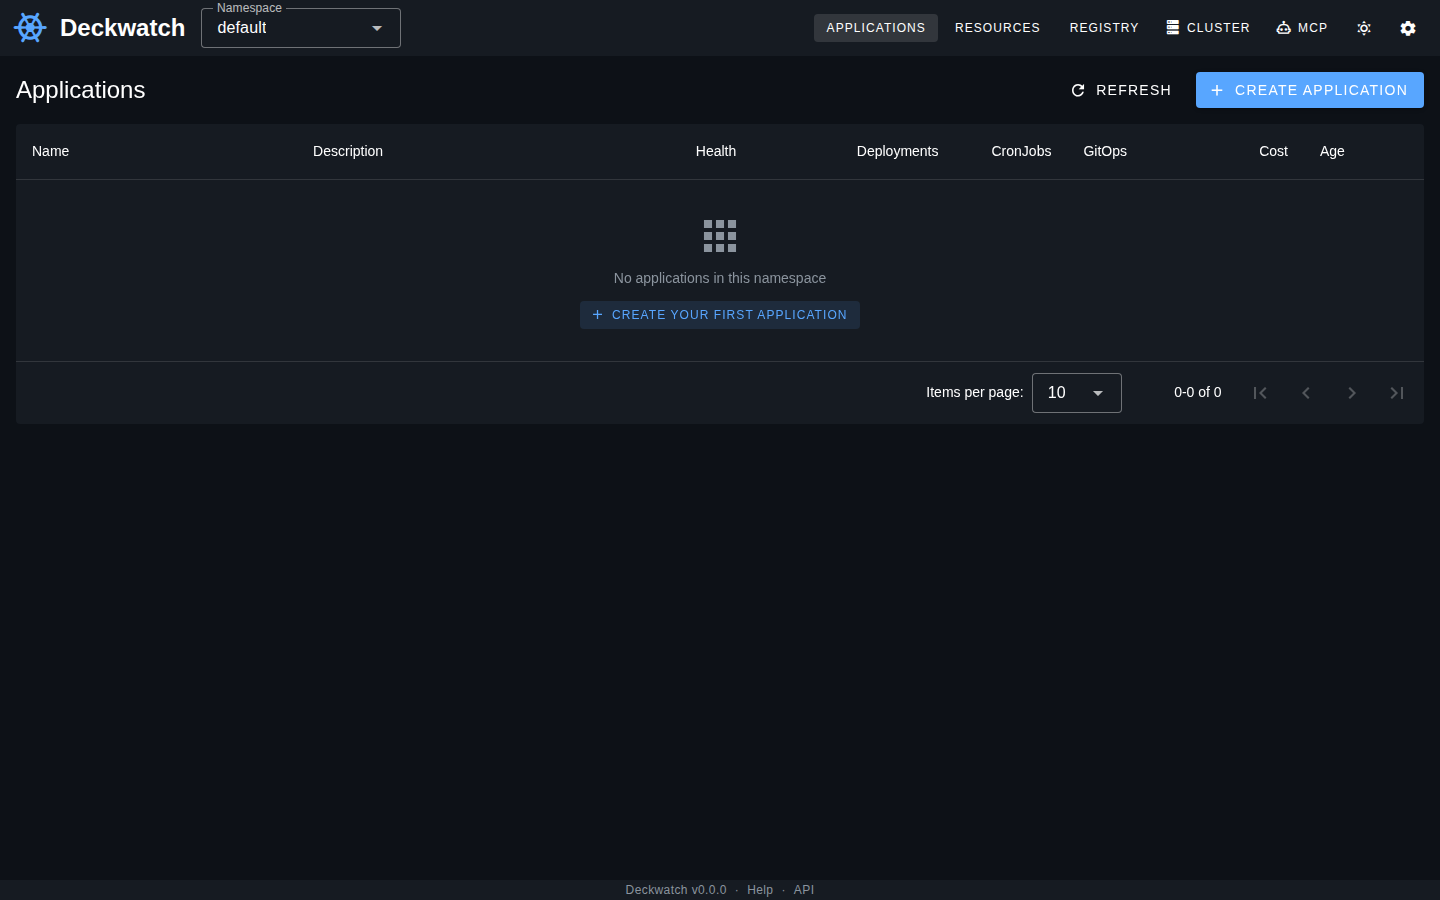 Deckwatch
Namespace
default
APPLICATIONS
RESOURCES
REGISTRY
CLUSTER
MCP
Applications
REFRESH
CREATE APPLICATION
Name
Description
Health
Deployments
CronJobs
GitOps
Cost
Age
No applications in this namespace
CREATE YOUR FIRST APPLICATION
Items per page:
10
0-0 of 0
Deckwatch v0.0.0 · Help · API